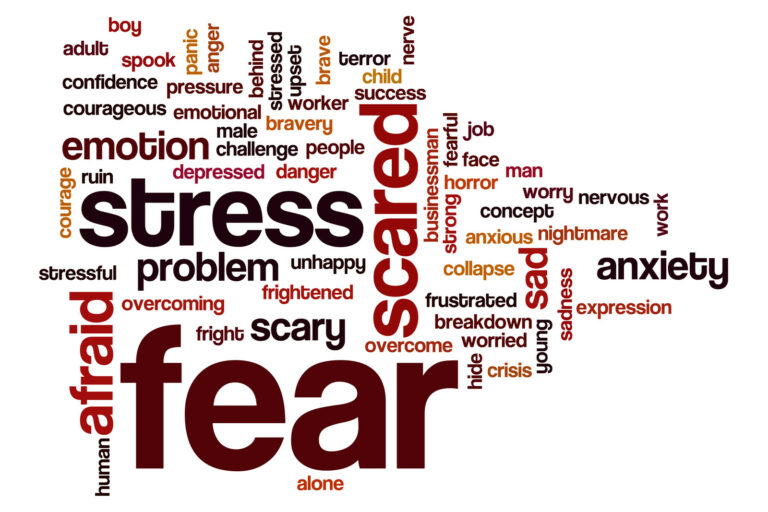 boy
adult
spook
panic
anger
behind
stressed
upset
brave
terror
nerve
child
confidence
pressure
success
courageous
emotional
worker
male
bravery
emotion
challenge
people
scared
businessman
fearful
job
face
courage
ruin
depressed
danger
strong
horror
man
worry
nervous
work
stress
concept
anxious
nightmare
stressful
problem
unhappy
collapse
sad
anxiety
afraid
overcoming
frightened
frustrated
sadness
expression
fright
scary
breakdown
young
overcome
worried
fear
hide
crisis
human
alone